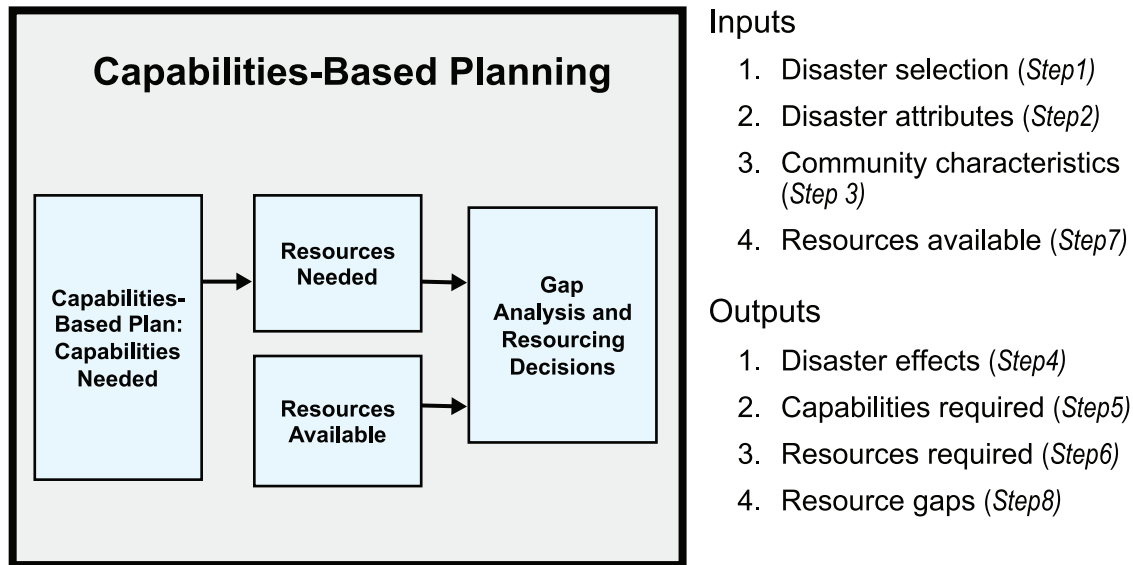 Capabilities-Based Planning
Capabilities-
Based Plan:
Capabilities
Needed
Resources
Needed
Resources
Available
Gap
Analysis and
Resourcing
Decisions
Inputs
1. Disaster selection (Step1)
2. Disaster attributes (Step2)
3. Community characteristics
(Step 3)
4. Resources available (Step7)
Outputs
1. Disaster effects (Step4)
2. Capabilities required (Step5)
3. Resources required (Step6)
4. Resource gaps (Step8)